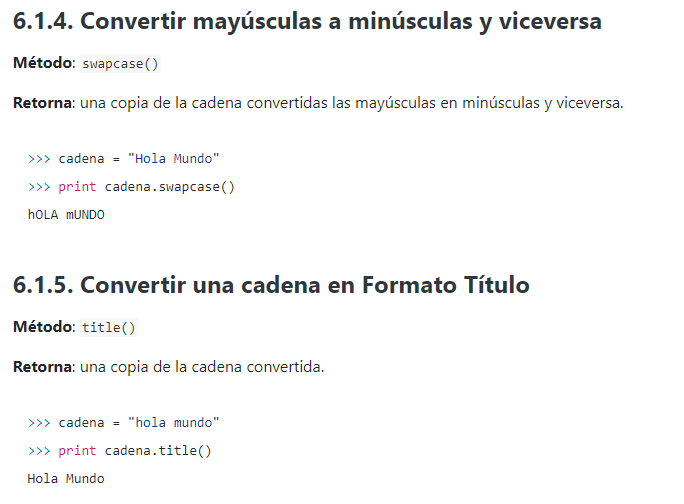 6.1.4. Convertir mayúsculas a minúsculas y viceversa
Método: swapcase()
Retorna: una copia de la cadena convertidas las mayúsculas en minúsculas y viceversa.
>>> cadena = "Hola Mundo"
>>> print cadena.swapcase()
hOLA mUNDO
6.1.5. Convertir una cadena en Formato Título
Método: title()
Retorna: una copia de la cadena convertida.
>>> cadena = "hola mundo"
>>> print cadena.title()
Hola Mundo